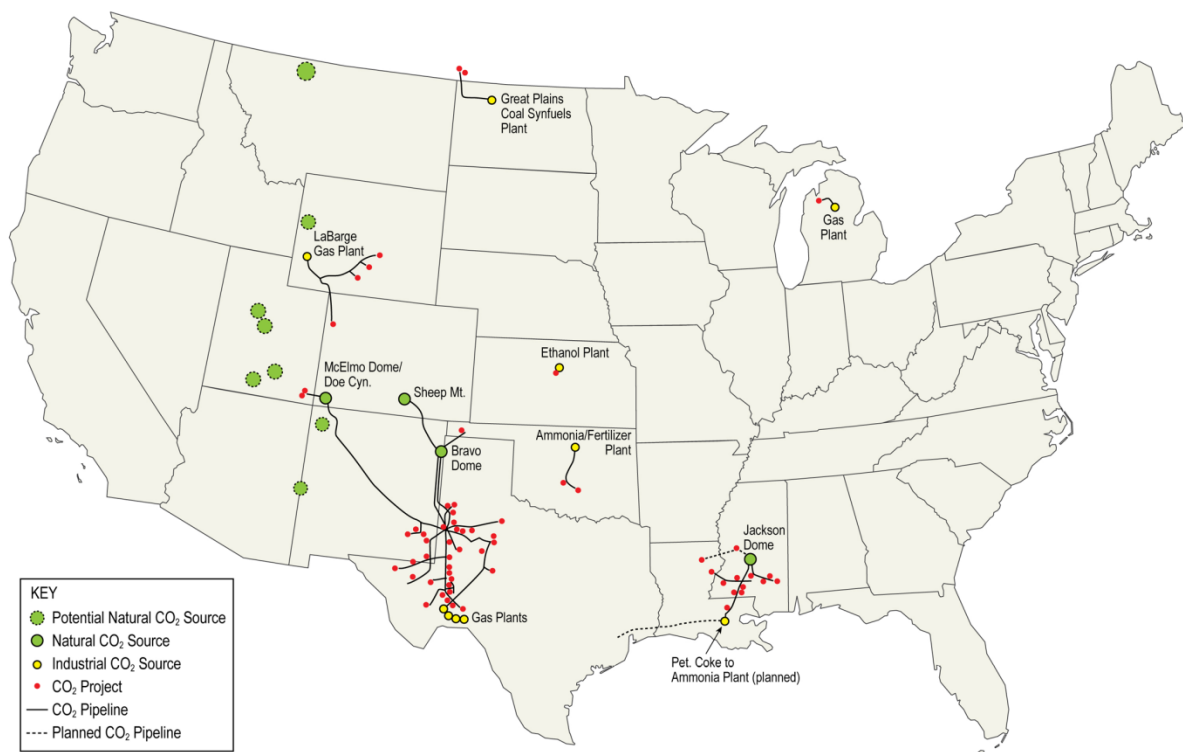 Great Plains
Coal Synfuels
Plant
Gas
Plant
LaBarge
Gas Plant
Ethanol Plant
McElmo Dome/
Doe Cyn.
Sheep Mt.
Ammonia/Fertilizer
Plant
Bravo
Dome
Jackson
Dome
Gas Plants
Pet. Coke to
Ammonia Plant (planned)
KEY
Potential Natural CO₂ Source
Natural CO₂ Source
Industrial CO₂ Source
CO₂ Project
CO₂ Pipeline
Planned CO₂ Pipeline